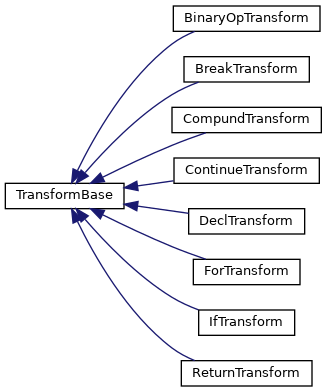 BinaryOpTransform
BreakTransform
CompundTransform
ContinueTransform
TransformBase
DeclTransform
ForTransform
IfTransform
ReturnTransform